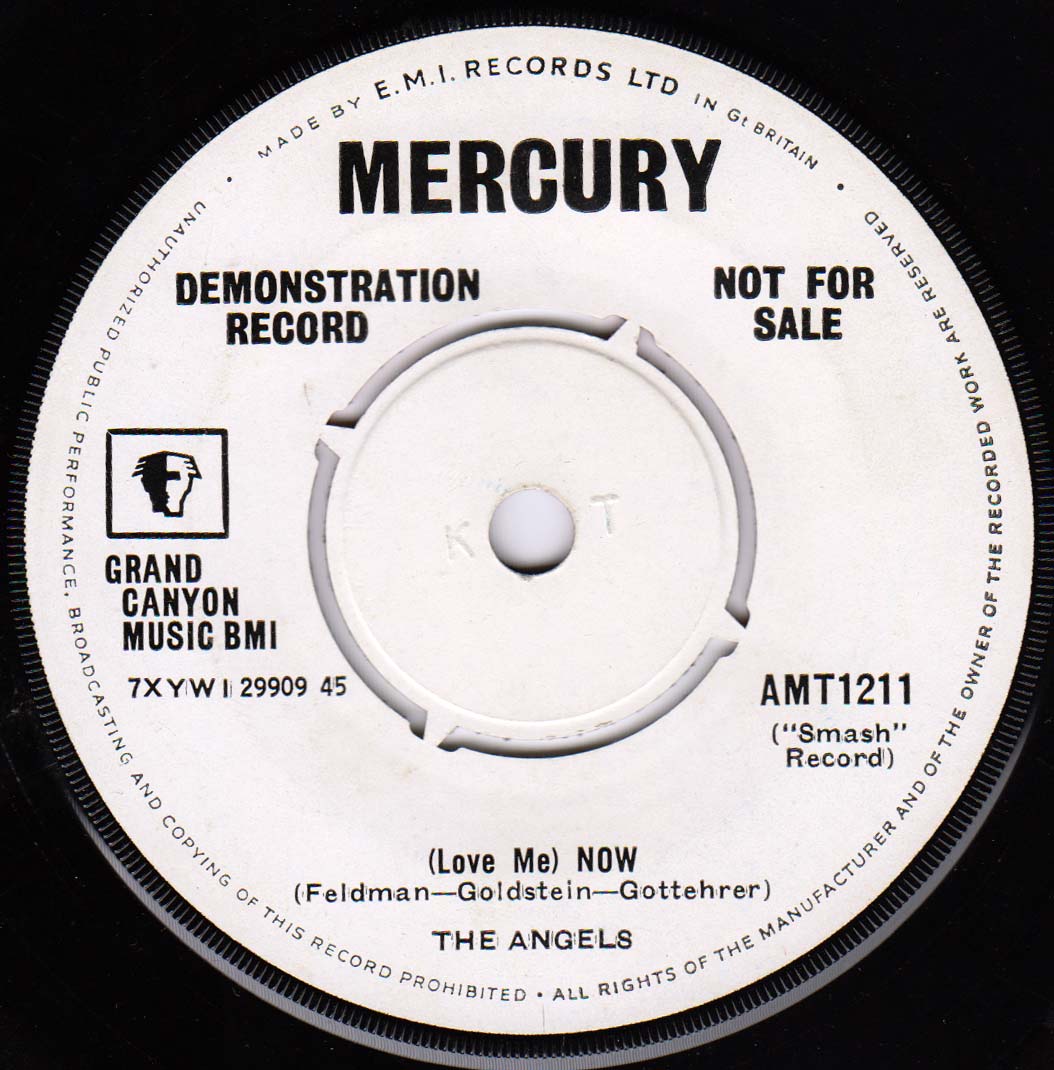 MADE BY E.M.I. RECORDS LTD IN Gt BRITAIN
MERCURY
DEMONSTRATION
RECORD
NOT FOR
SALE
K T
GRAND
CANYON
MUSIC BMI
7XYWI 29909 45
AMT1211
("Smash"
Record)
(Love Me) NOW
(Feldman—Goldstein—Gottehrer)
THE ANGELS
UNAUTHORIZED PUBLIC PERFORMANCE, BROADCASTING AND COPYING OF THIS RECORD PROHIBITED • ALL RIGHTS OF THE MANUFACTURER AND OF THE OWNER OF THE RECORDED WORK ARE RESERVED